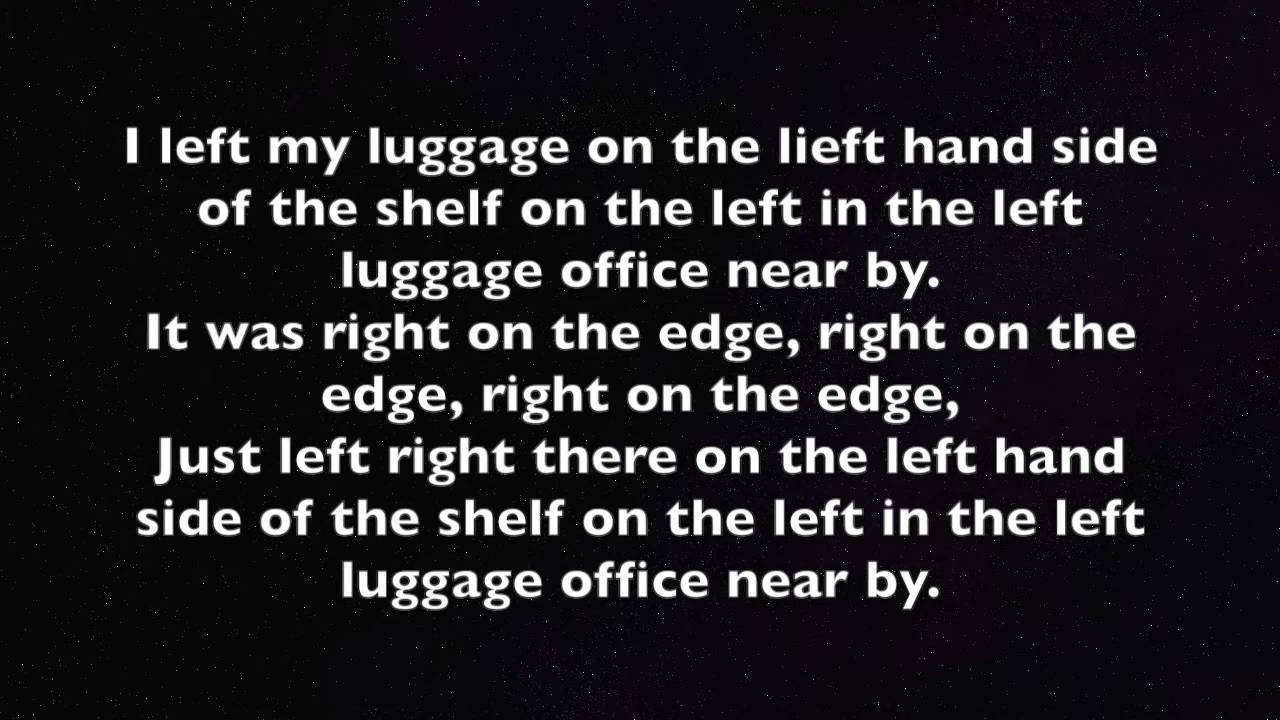 I left my luggage on the lieft hand side
of the shelf on the left in the left
luggage office near by.
It was right on the edge, right on the
edge, right on the edge,
Just left right there on the left hand
side of the shelf on the left in the left
luggage office near by.